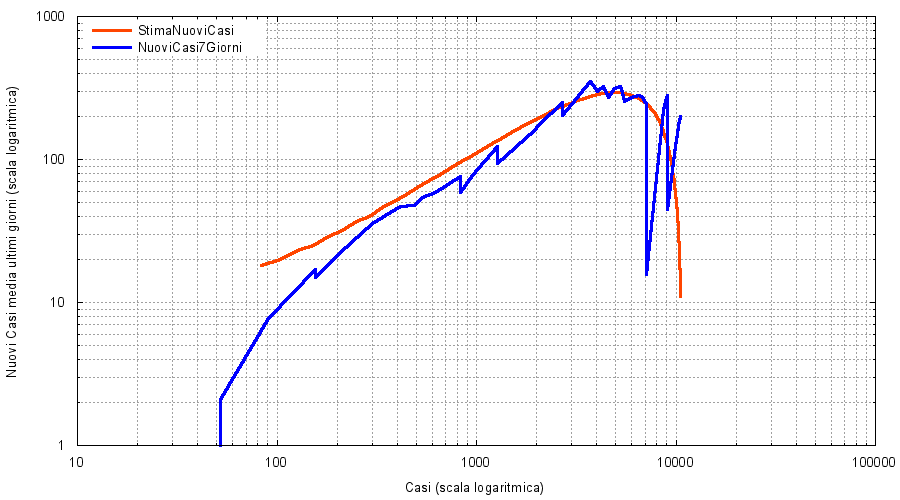 1000
StimaNuoviCasi
NuoviCasi7Giorni
100
10
1
Nuovi Casi media ultimi giorni (scala logaritmica)
10
100
1000
10000
100000
Casi (scala logaritmica)